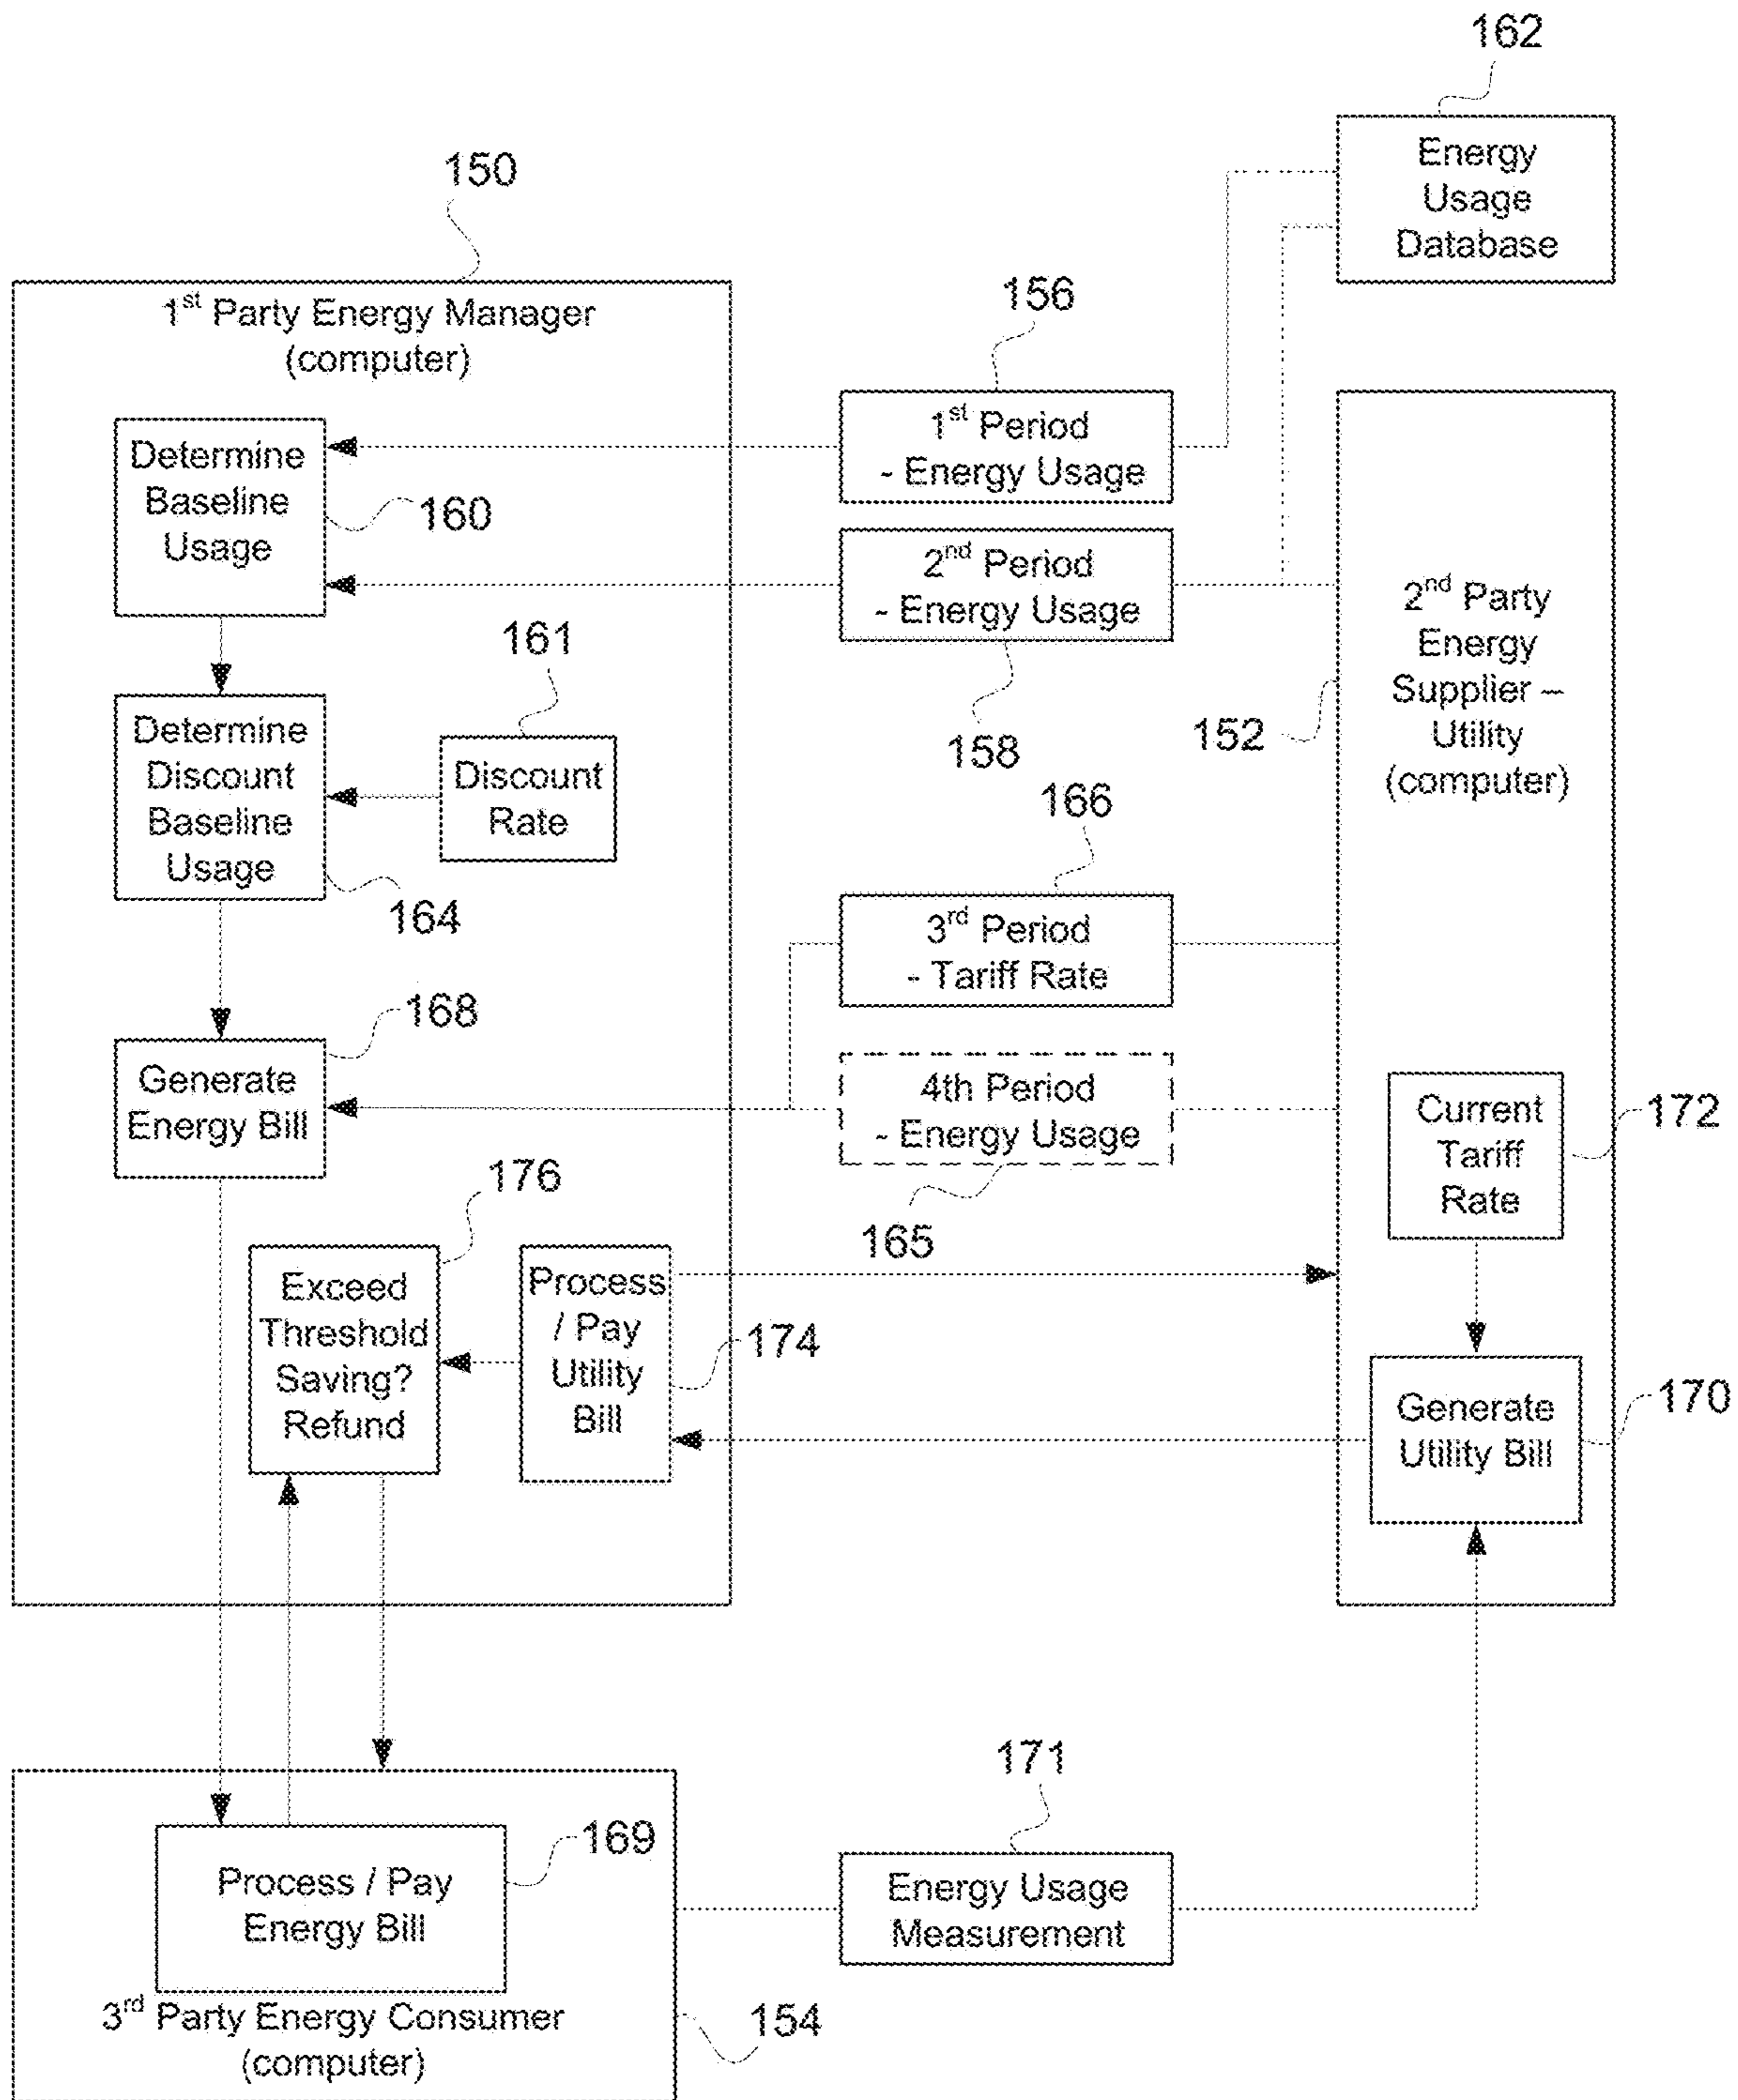 162
Energy
Usage
Database
150
1st Party Energy Manager
(computer)
156
1st Period
- Energy Usage
Determine
Baseline
Usage
160
2nd Period
- Energy Usage
158
2nd Party
Energy
Supplier –
Utility
(computer)
152
161
Determine
Discount
Baseline
Usage
Discount
Rate
164
166
3rd Period
- Tariff Rate
168
Generate
Energy Bill
4th Period
- Energy Usage
165
Current
Tariff
Rate
172
176
Exceed
Threshold
Saving?
Refund
Process
/ Pay
Utility
Bill
174
Generate
Utility Bill
170
171
169
Process / Pay
Energy Bill
Energy Usage
Measurement
3rd Party Energy Consumer
(computer)
154